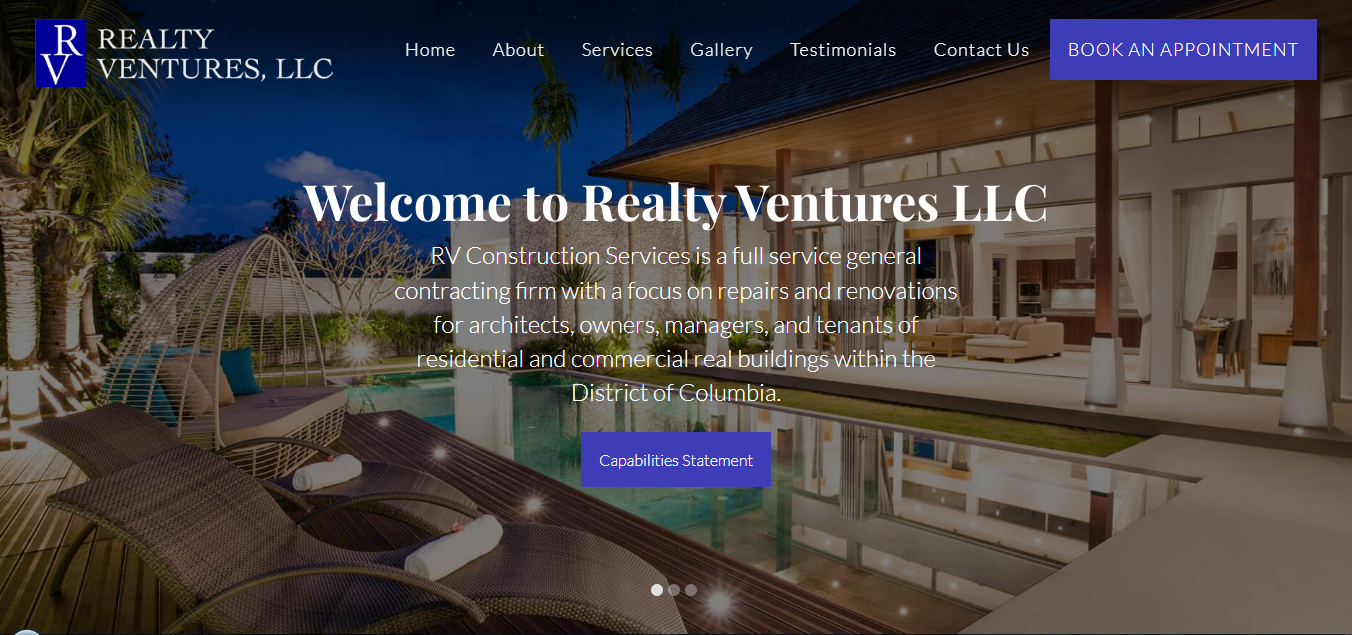 RV REALTY
VENTURES, LLC
Home About Services Gallery Testimonials Contact Us BOOK AN APPOINTMENT
Welcome to Realty Ventures LLC
RV Construction Services is a full service general
contracting firm with a focus on repairs and renovations
for architects, owners, managers, and tenants of
residential and commercial real buildings within the
District of Columbia.
Capabilities Statement